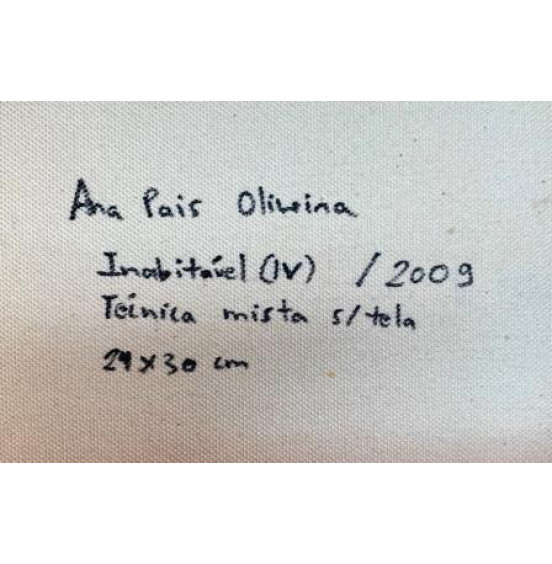 Ana Pais Oliveira
Inabitável (IV) / 2009
Técnica mista s/tela
24x30 cm